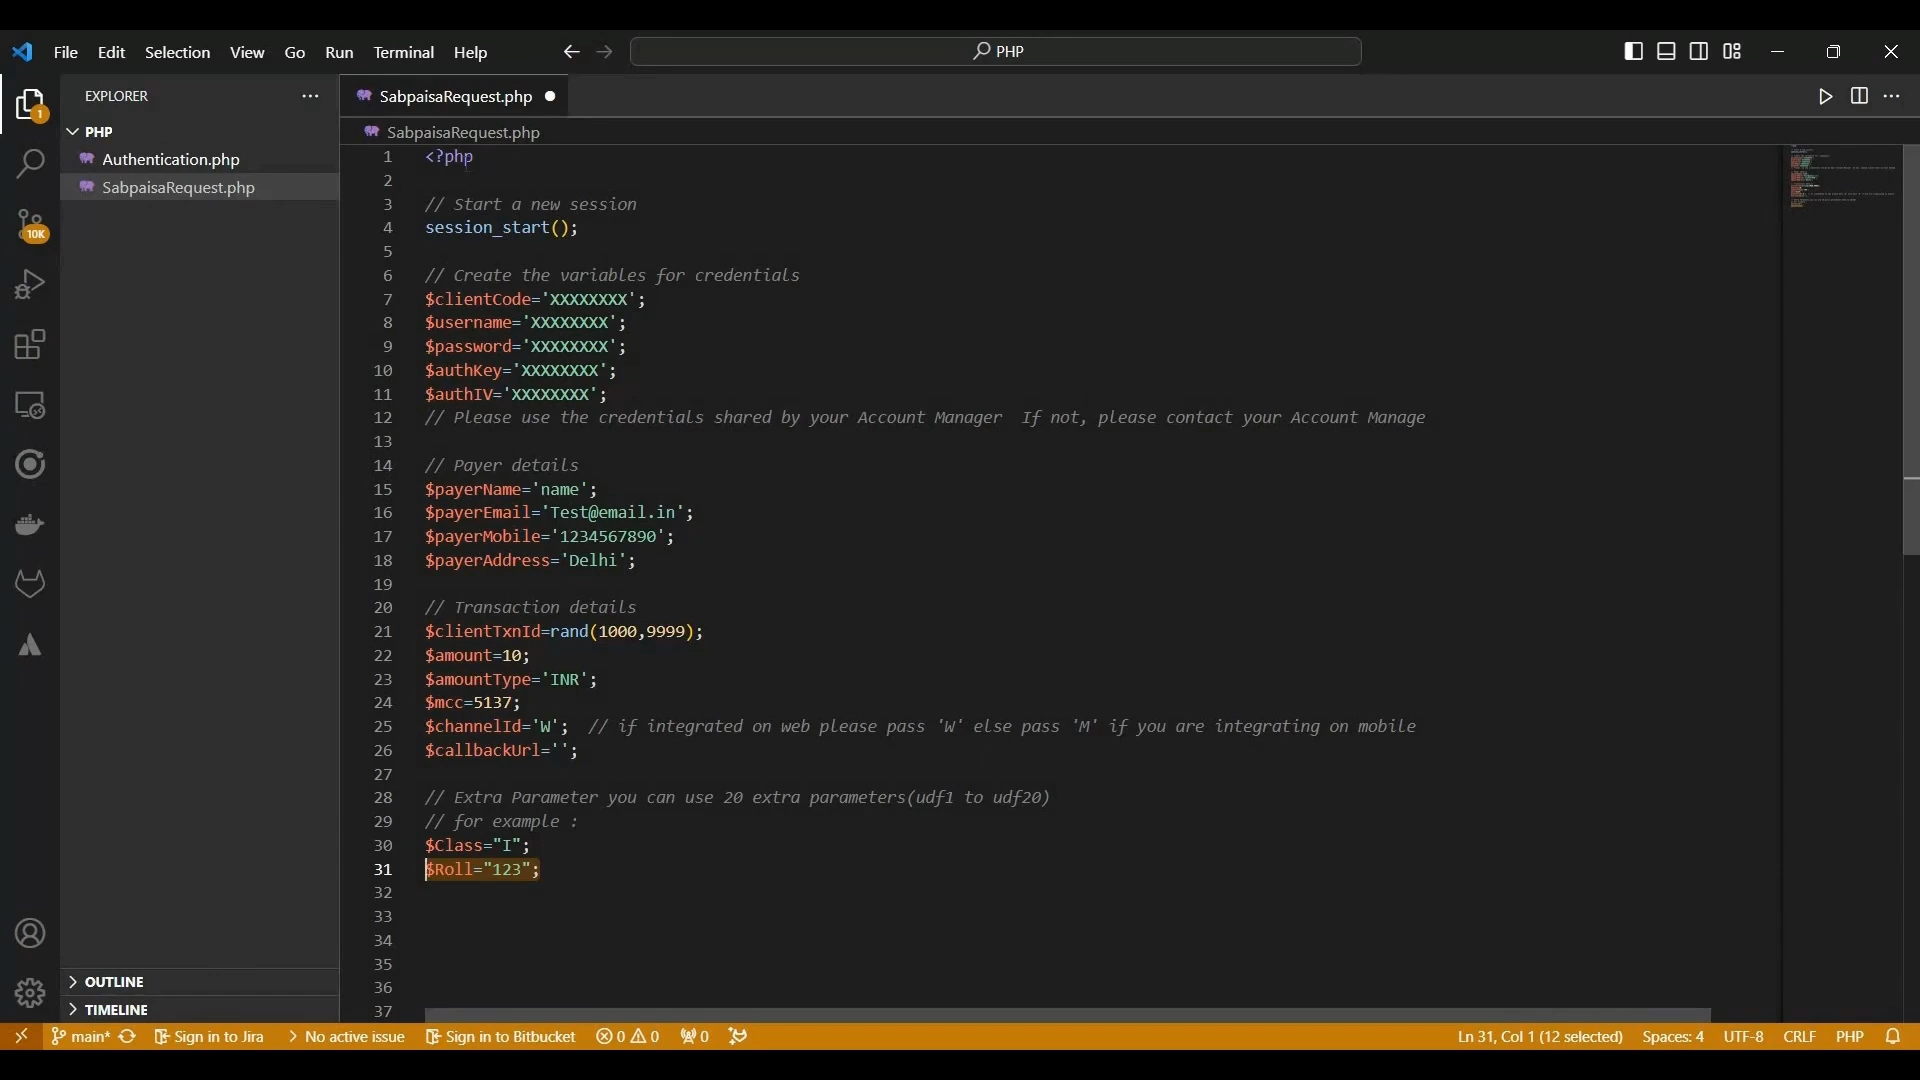 File Edit Selection View Go Run Terminal Help
PHP
EXPLORER
SabpaisaRequest.php
1
PHP
SabpaisaRequest.php
Authentication.php
SabpaisaRequest.php
10K
1 <?php
2
3 // Start a new session
4 session_start();
5
6 // Create the variables for credentials
7 $clientCode='XXXXXXXX';
8 $username='XXXXXXXX';
9 $password='XXXXXXXX';
10 $authKey='XXXXXXXX';
11 $authIV='XXXXXXXX';
12 // Please use the credentials shared by your Account Manager  If not, please contact your Account Manage
13
14 // Payer details
15 $payerName='name';
16 $payerEmail='Test@email.in';
17 $payerMobile='1234567890';
18 $payerAddress='Delhi';
19
20 // Transaction details
21 $clientTxnId=rand(1000,9999);
22 $amount=10;
23 $amountType='INR';
24 $mcc=5137;
25 $channelId='W';  // if integrated on web please pass 'W' else pass 'M' if you are integrating on mobile
26 $callbackUrl='';
27
28 // Extra Parameter you can use 20 extra parameters(udf1 to udf20)
29 // for example :
30 $Class="I";
31 $Roll="123";
32
33
34
35
36
37
OUTLINE
TIMELINE
main* Sign in to Jira No active issue Sign in to Bitbucket 0 0 0 Ln 31, Col 1 (12 selected) Spaces: 4 UTF-8 CRLF PHP